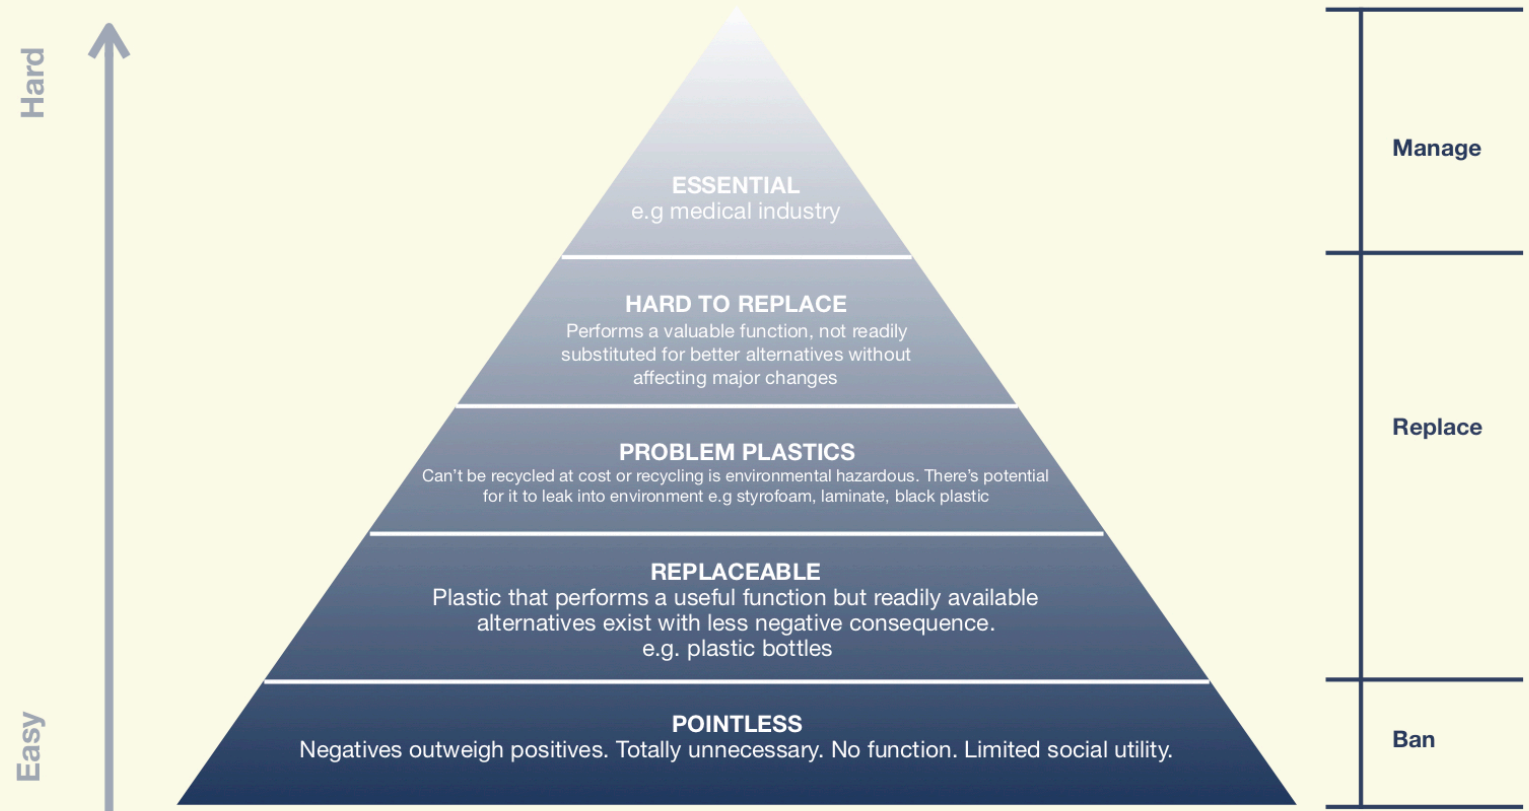 Hard
ESSENTIAL
e.g medical industry
HARD TO REPLACE
Performs a valuable function, not readily
substituted for better alternatives without
affecting major changes
PROBLEM PLASTICS
Can't be recycled at cost or recycling is environmental hazardous. There's potential
for it to leak into environment e.g styrofoam, laminate, black plastic
REPLACEABLE
Plastic that performs a useful function but readily available
alternatives exist with less negative consequence.
e.g. plastic bottles
POINTLESS
Negatives outweigh positives. Totally unnecessary. No function. Limited social utility.
Easy
Manage
Replace
Ban